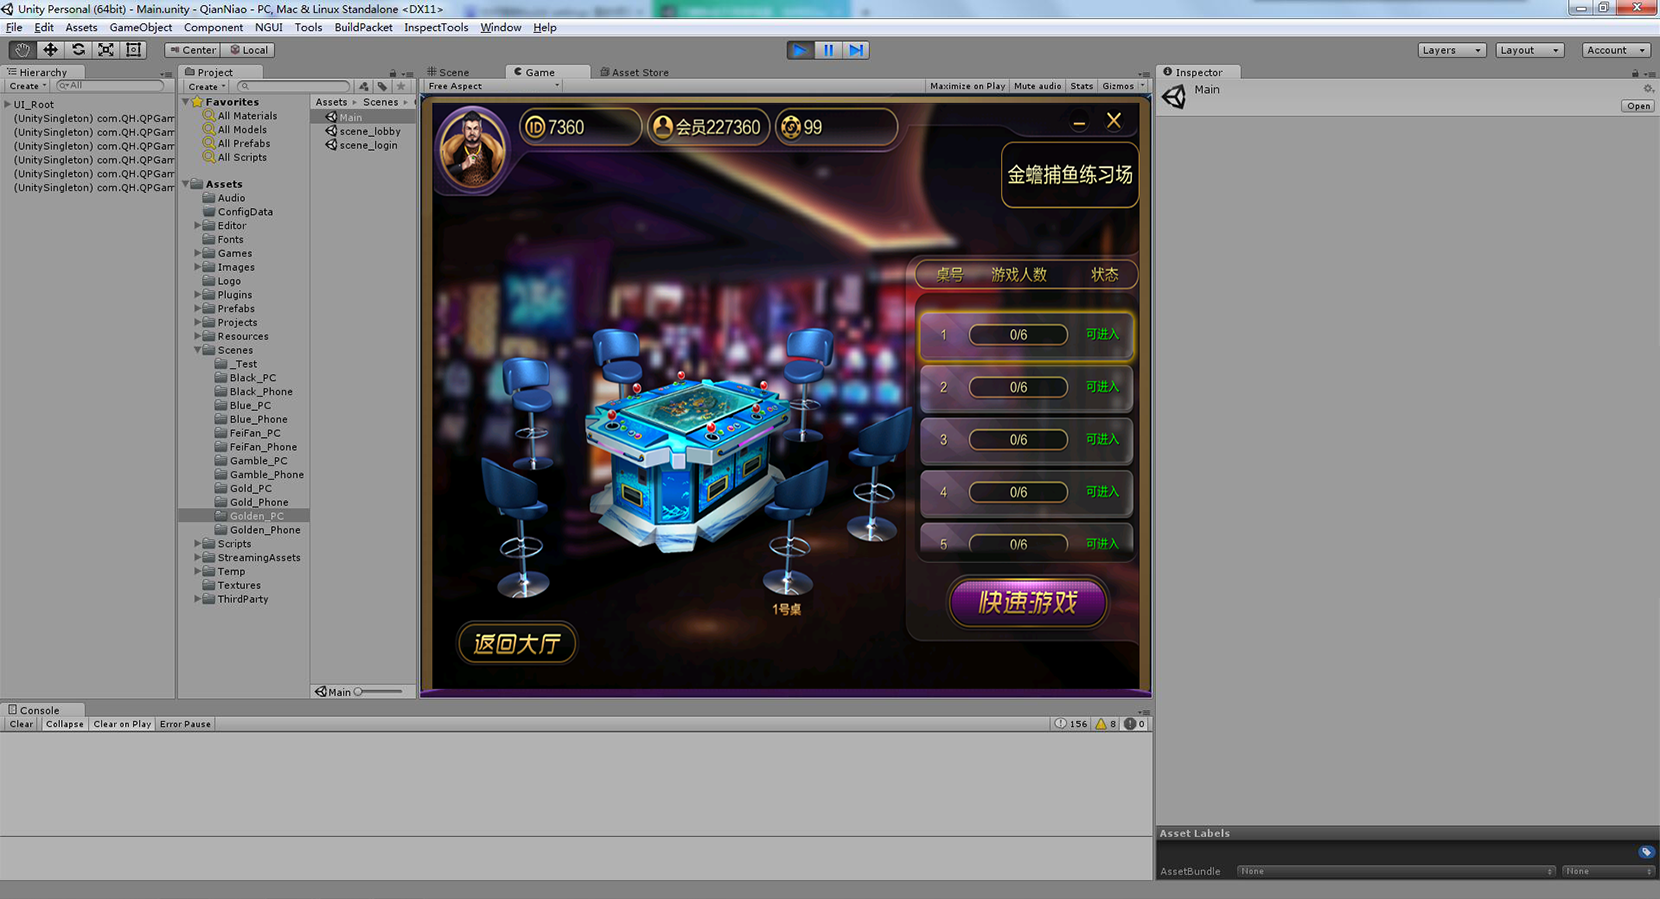 Unity Personal (64bit) - Main.unity - QianNiao - PC, Mac & Linux Standalone <DX11>
File Edit Assets GameObject Component NGUI Tools BuildPacket InspectTools Window Help
Center Local
Layers Layout Account
Hierarchy
Create All
UI_Root
(UnitySingleton) com.QH.QPGam
(UnitySingleton) com.QH.QPGam
(UnitySingleton) com.QH.QPGam
(UnitySingleton) com.QH.QPGam
(UnitySingleton) com.QH.QPGam
(UnitySingleton) com.QH.QPGam
Project
Create
Favorites
All Materials
All Models
All Prefabs
All Scripts
Assets
Audio
ConfigData
Editor
Fonts
Games
Images
Logo
Plugins
Prefabs
Projects
Resources
Scenes
_Test
Black_PC
Black_Phone
Blue_PC
Blue_Phone
FeiFan_PC
FeiFan_Phone
Gamble_PC
Gamble_Phone
Gold_PC
Gold_Phone
Golden_PC
Golden_Phone
Scripts
StreamingAssets
Temp
Textures
ThirdParty
Assets Scenes
Main
scene_lobby
scene_login
Main
Scene Game Asset Store
Free Aspect Maximize on Play Mute audio Stats Gizmos
ID 7360 会员227360 99
金蟾捕鱼练习场
桌号 游戏人数 状态
1 0/6 可进入
2 0/6 可进入
3 0/6 可进入
4 0/6 可进入
5 0/6 可进入
快速游戏
1号桌
返回大厅
Inspector
Main
Open
Console
Clear Collapse Clear on Play Error Pause 156 8 0
Asset Labels
AssetBundle None None